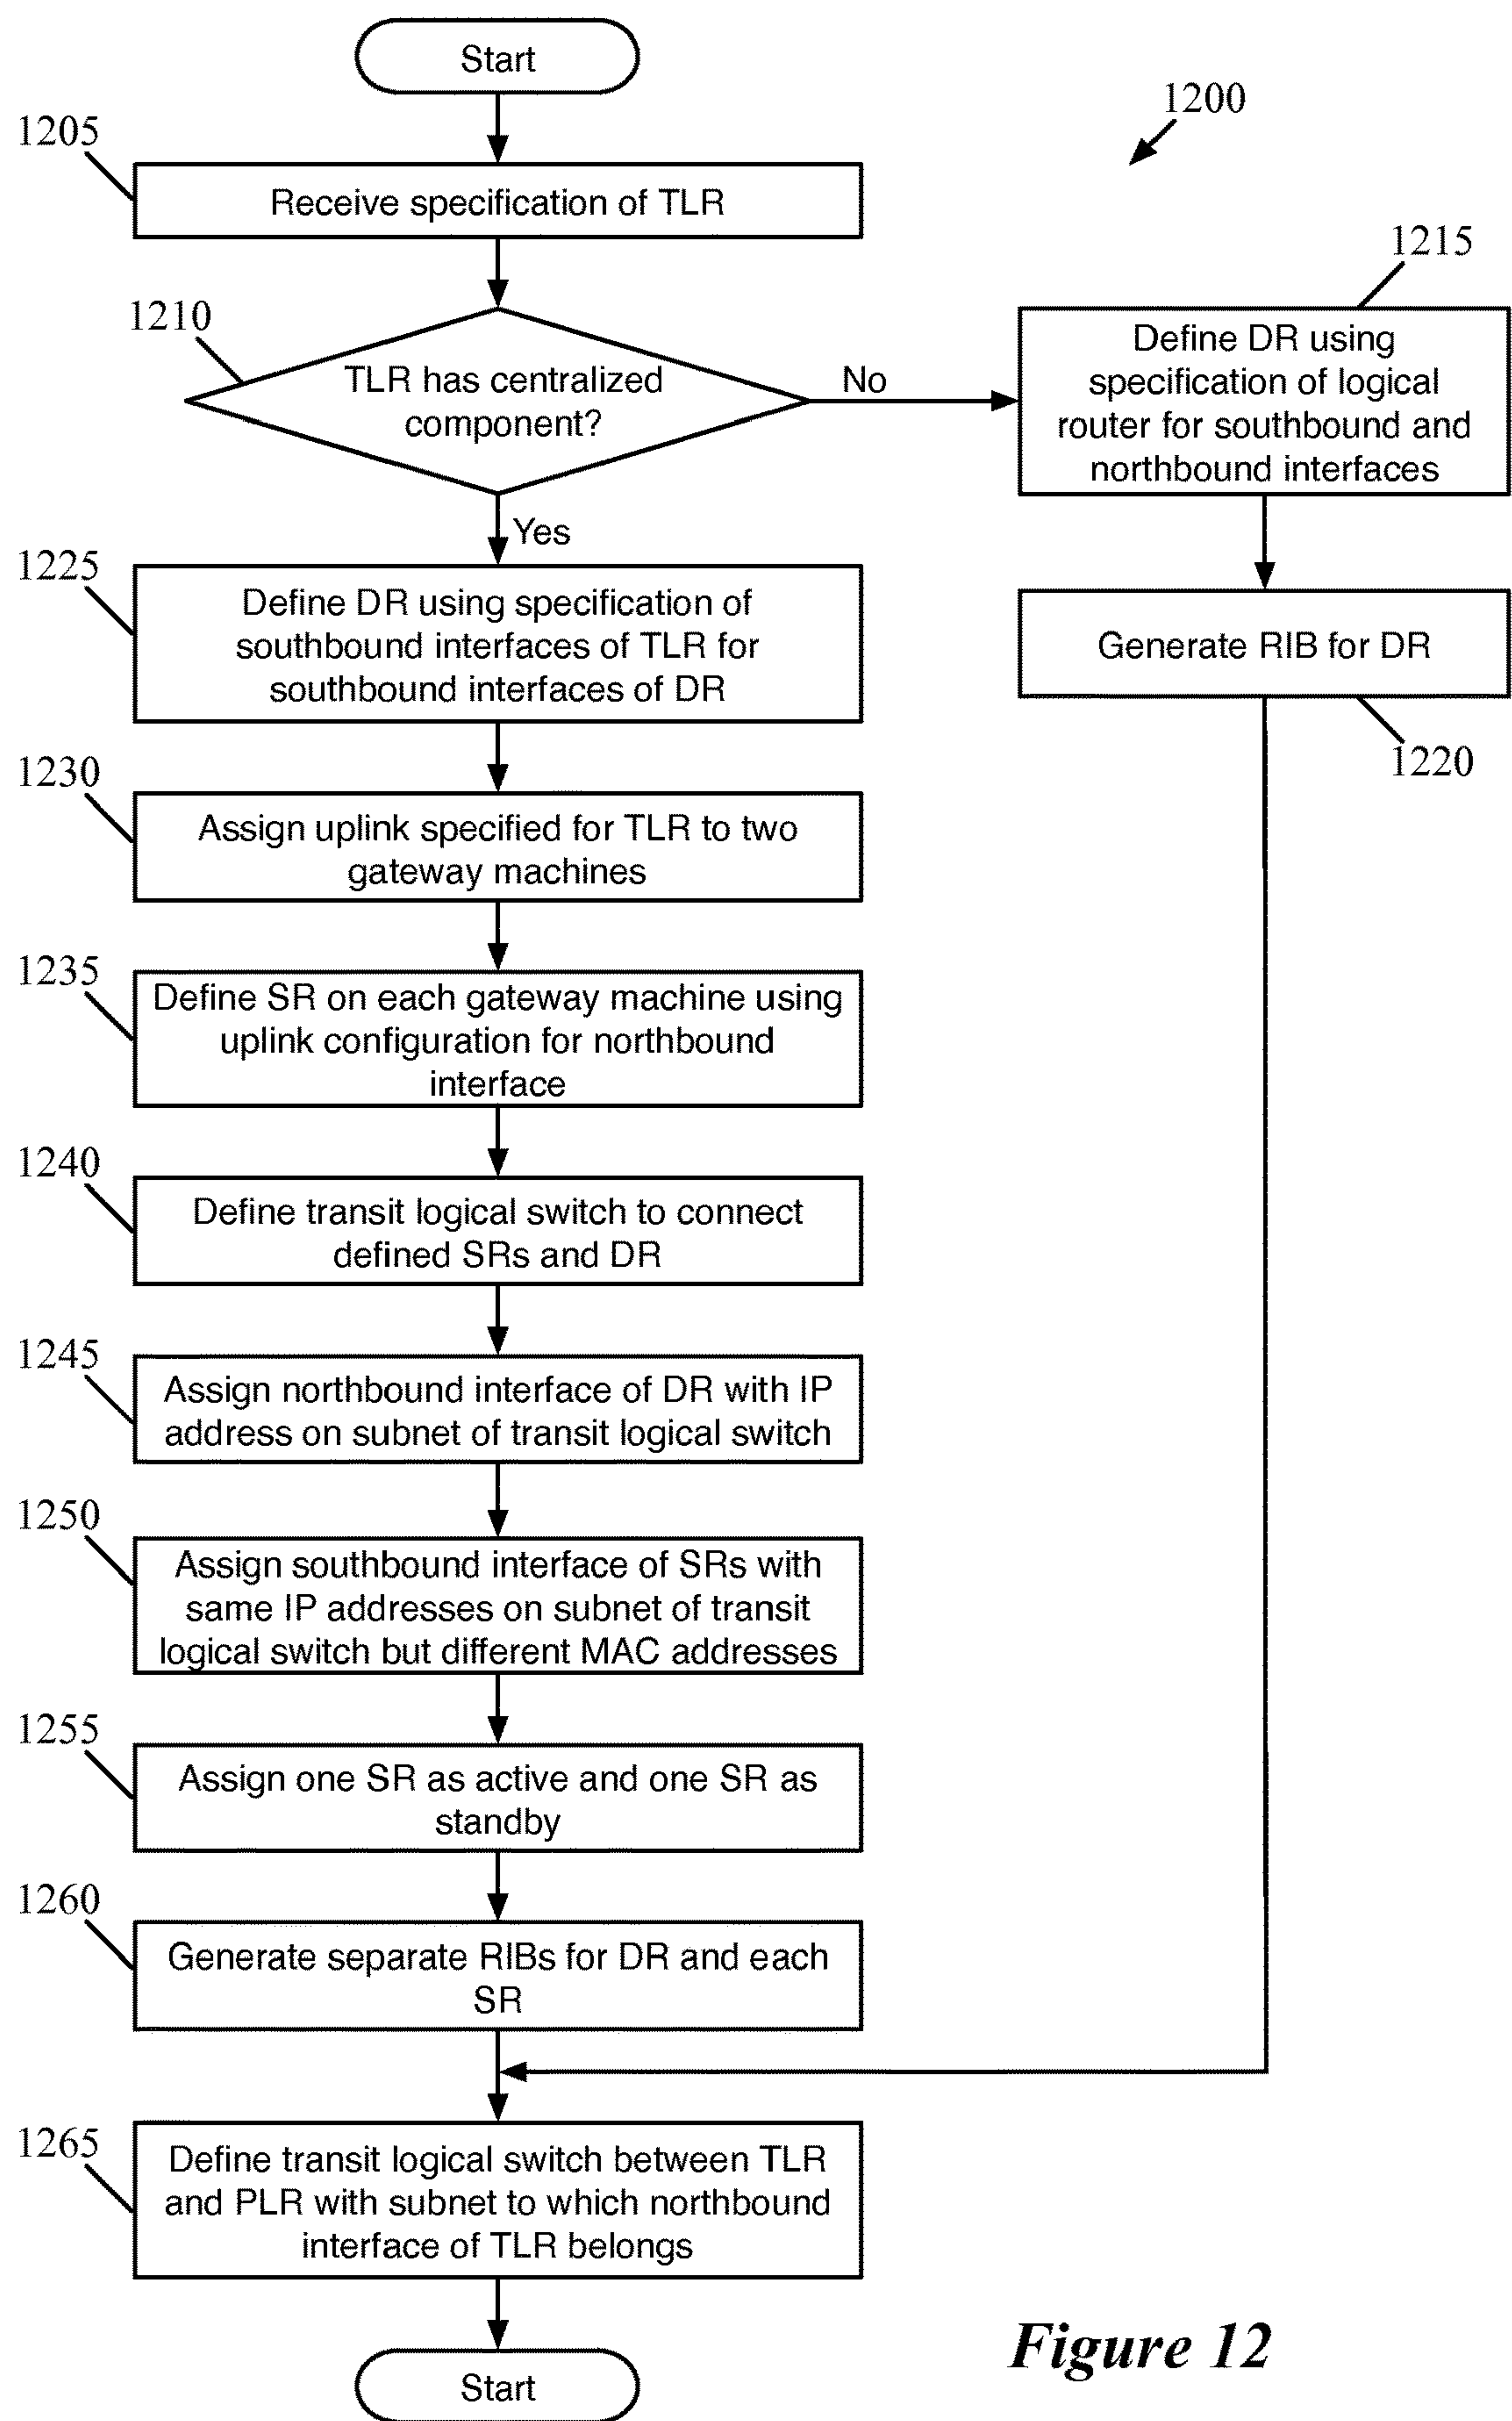 Start
1200
1205
Receive specification of TLR
1210
TLR has centralized
component?
No
Yes
1215
Define DR using
specification of logical
router for southbound and
northbound interfaces
Generate RIB for DR
1220
1225
Define DR using specification of
southbound interfaces of TLR for
southbound interfaces of DR
1230
Assign uplink specified for TLR to two
gateway machines
1235
Define SR on each gateway machine using
uplink configuration for northbound
interface
1240
Define transit logical switch to connect
defined SRs and DR
1245
Assign northbound interface of DR with IP
address on subnet of transit logical switch
1250
Assign southbound interface of SRs with
same IP addresses on subnet of transit
logical switch but different MAC addresses
1255
Assign one SR as active and one SR as
standby
1260
Generate separate RIBs for DR and each
SR
1265
Define transit logical switch between TLR
and PLR with subnet to which northbound
interface of TLR belongs
Start
Figure 12